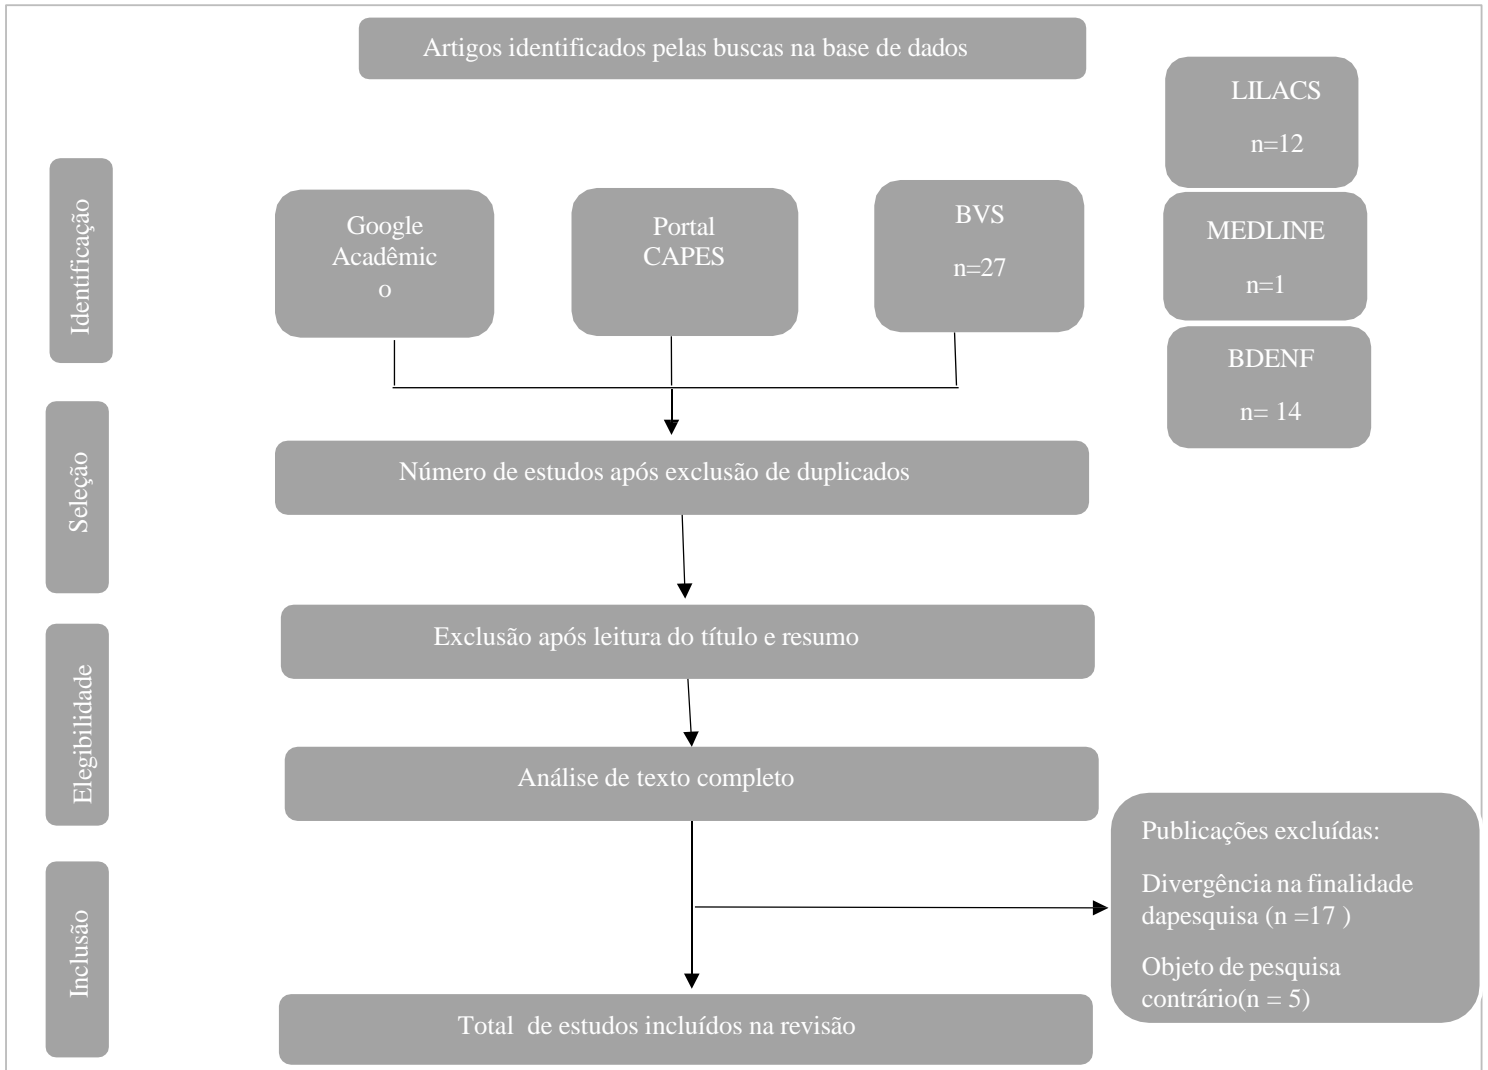 Artigos identificados pelas buscas na base de dados
LILACS
n=12
Identificação
Google
Acadêmic
o
Portal
CAPES
BVS
n=27
MEDLINE
n=1
BDENF
n= 14
Seleção
Número de estudos após exclusão de duplicados
Exclusão após leitura do título e resumo
Elegibilidade
Análise de texto completo
Publicações excluídas:
Divergência na finalidade
dapesquisa (n =17 )
Objeto de pesquisa
contrário(n = 5)
Inclusão
Total de estudos incluídos na revisão